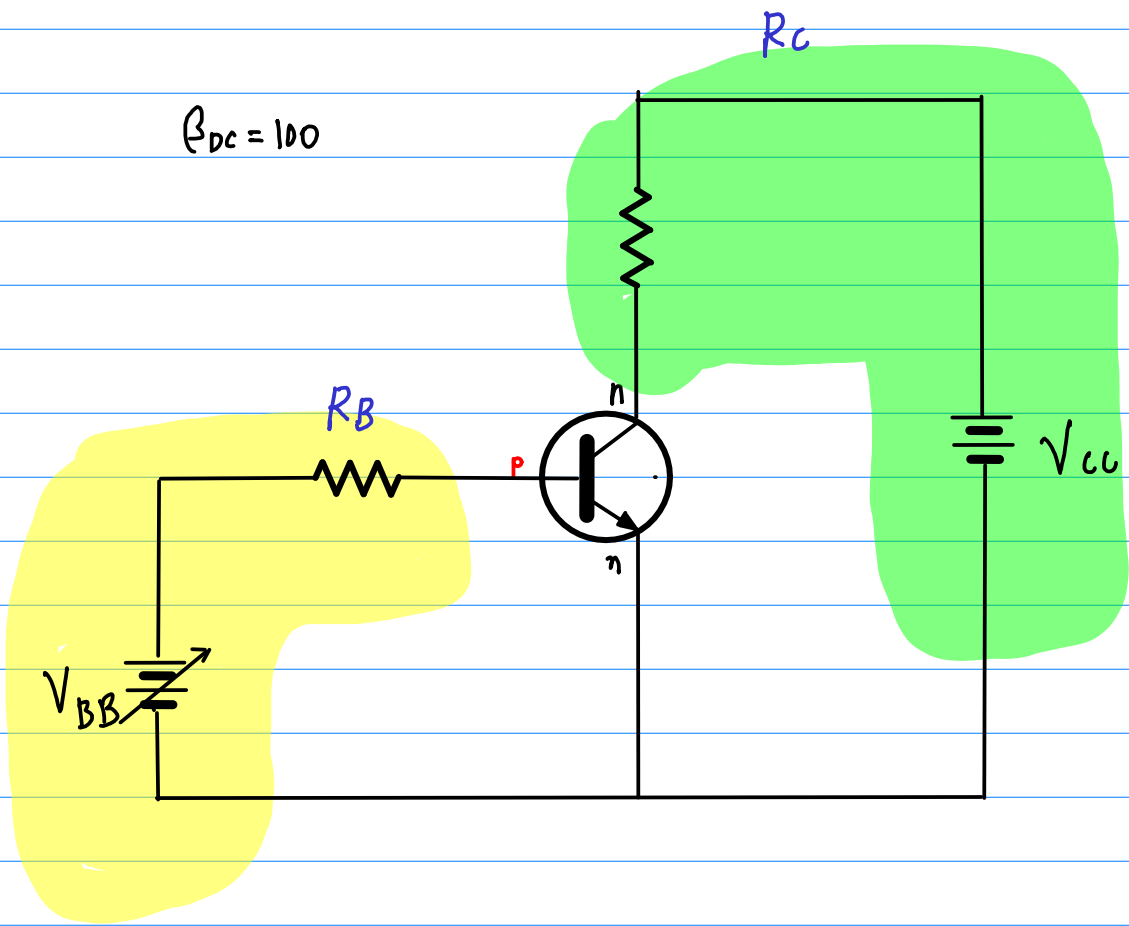 RC
βDC = 100
n
RB
p
VCC
n
VBB